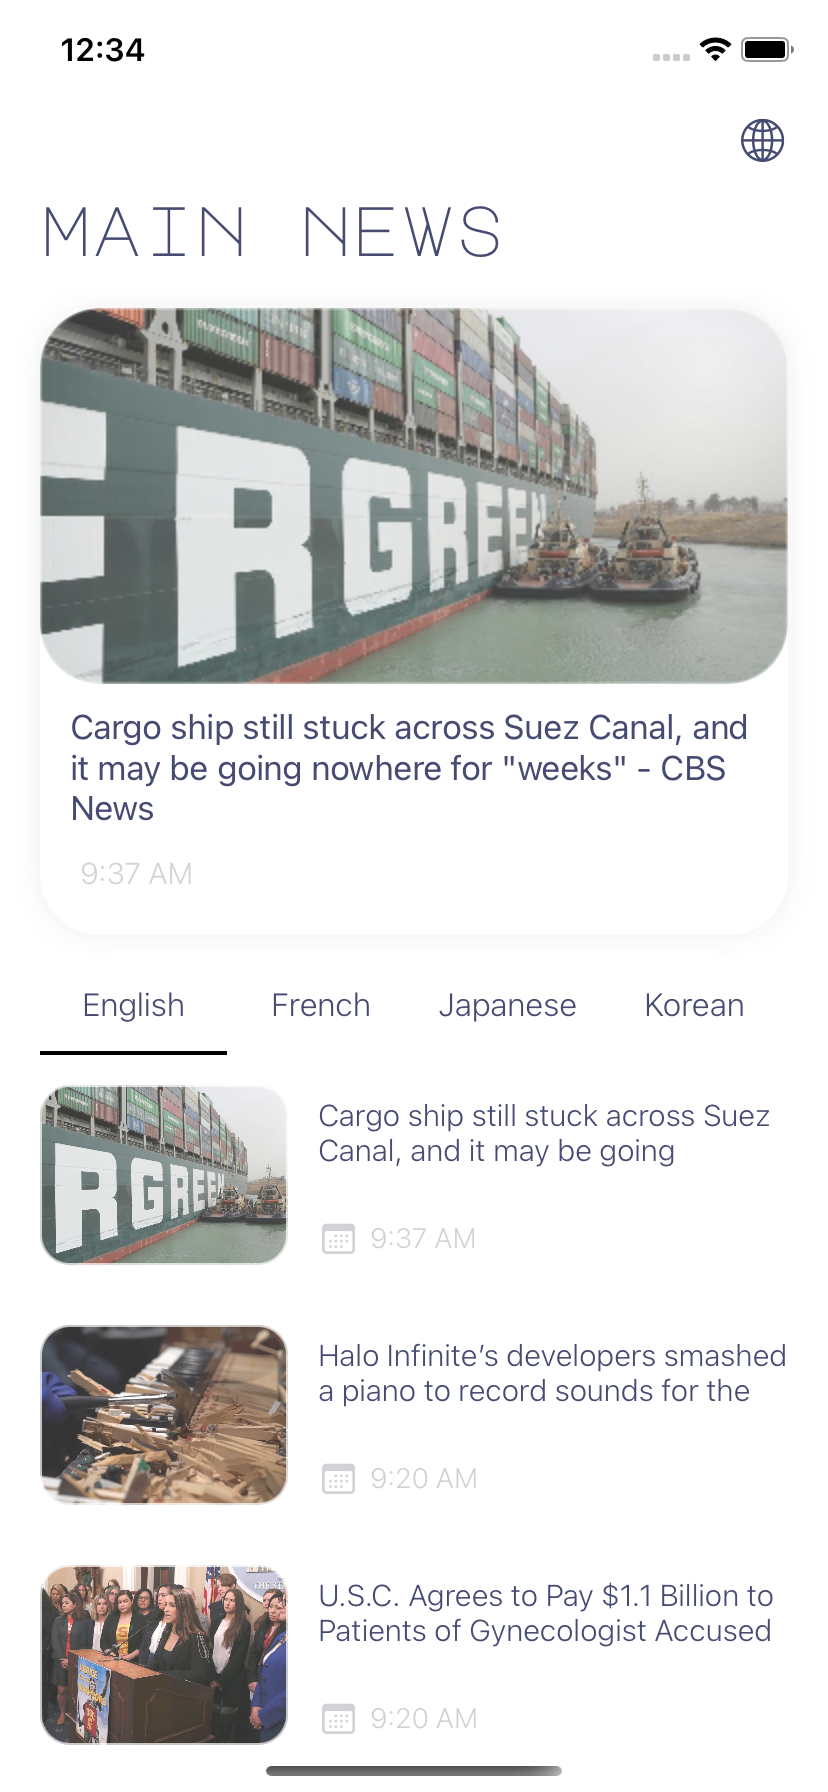 12:34
MAIN NEWS
ERGREEN
Cargo ship still stuck across Suez Canal, and
it may be going nowhere for "weeks" - CBS
News
9:37 AM
English French Japanese Korean
RGREEN
Cargo ship still stuck across Suez
Canal, and it may be going
9:37 AM
Halo Infinite’s developers smashed
a piano to record sounds for the
9:20 AM
U.S.C. Agrees to Pay $1.1 Billion to
Patients of Gynecologist Accused
9:20 AM